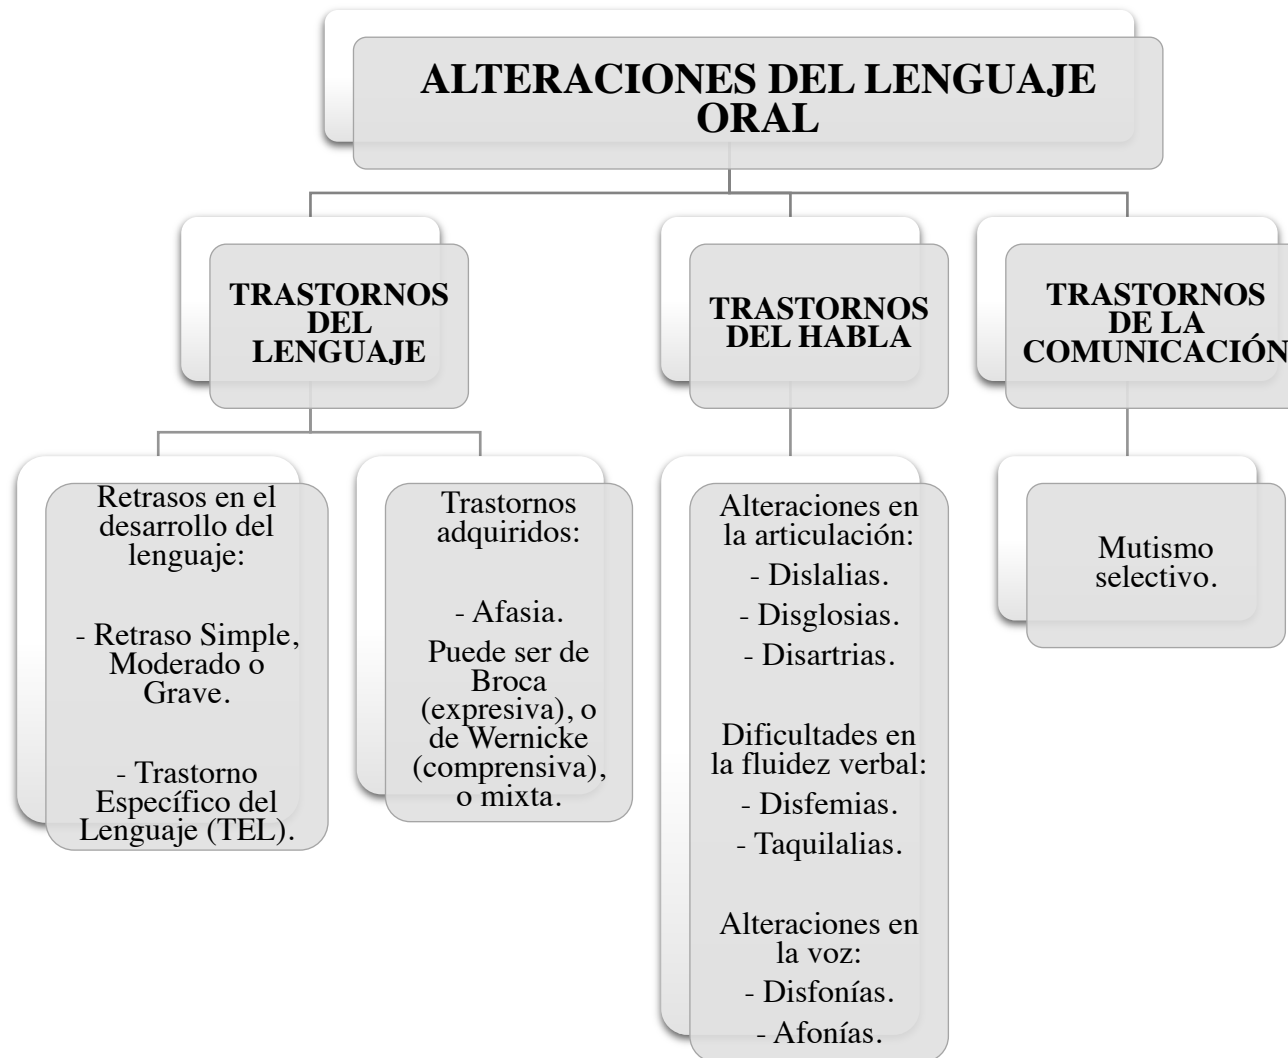 ALTERACIONES DEL LENGUAJE
ORAL
TRASTORNOS
DEL
LENGUAJE
TRASTORNOS
DEL HABLA
TRASTORNOS
DE LA
COMUNICACIÓN
Retrasos en el
desarrollo del
lenguaje:
- Retraso Simple,
Moderado o
Grave.
- Trastorno
Específico del
Lenguaje (TEL).
Trastornos
adquiridos:
- Afasia.
Puede ser de
Broca
(expresiva), o
de Wernicke
(comprensiva),
o mixta.
Alteraciones en
la articulación:
- Dislalias.
- Disglosias.
- Disartrias.
Dificultades en
la fluidez verbal:
- Disfemias.
- Taquilalias.
Alteraciones en
la voz:
- Disfonías.
- Afonías.
Mutismo
selectivo.